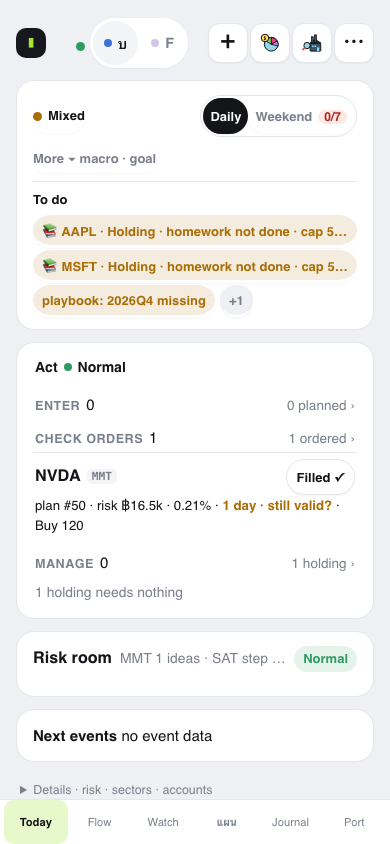 บ F
Mixed Daily Weekend 0/7
More ▾ macro · goal
To do
📚 AAPL · Holding · homework not done · cap 5…
📚 MSFT · Holding · homework not done · cap 5…
playbook: 2026Q4 missing +1
Act Normal
ENTER 0 0 planned ›
CHECK ORDERS 1 1 ordered ›
NVDA MMT Filled ✓
plan #50 · risk ฿16.5k · 0.21% · 1 day · still valid? ·
Buy 120
MANAGE 0 1 holding ›
1 holding needs nothing
Risk room MMT 1 ideas · SAT step … Normal
Next events no event data
▶ Details · risk · sectors · accounts
Today Flow Watch แผน Journal Port